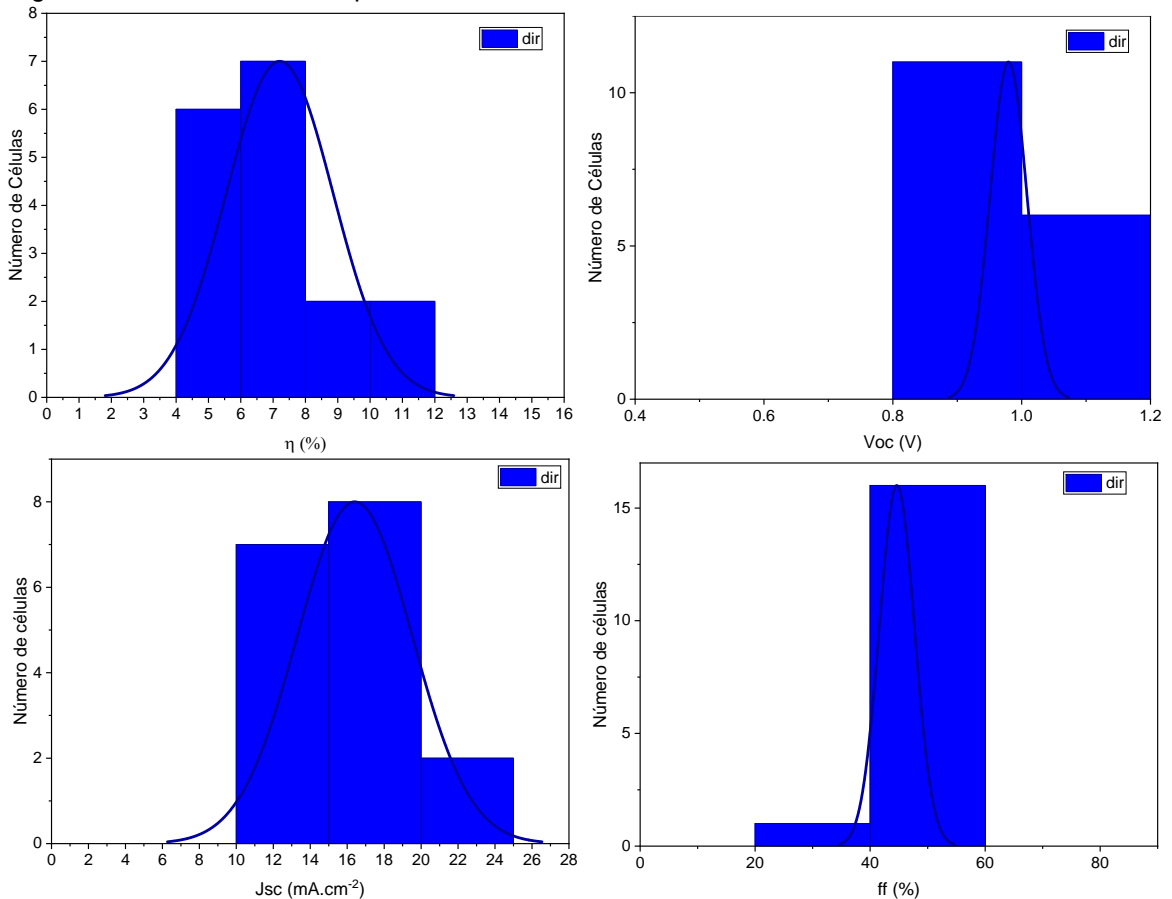 dir
8
7
6
5
4
3
2
1
0
Número de Células
0 1 2 3 4 5 6 7 8 9 10 11 12 13 14 15 16
η (%)
dir
10
5
0
Número de Células
0.4 0.6 0.8 1.0 1.2
Voc (V)
dir
8
6
4
2
0
Número de células
0 2 4 6 8 10 12 14 16 18 20 22 24 26 28
Jsc (mA.cm⁻²)
dir
15
10
5
0
Número de células
0 20 40 60 80
ff (%)